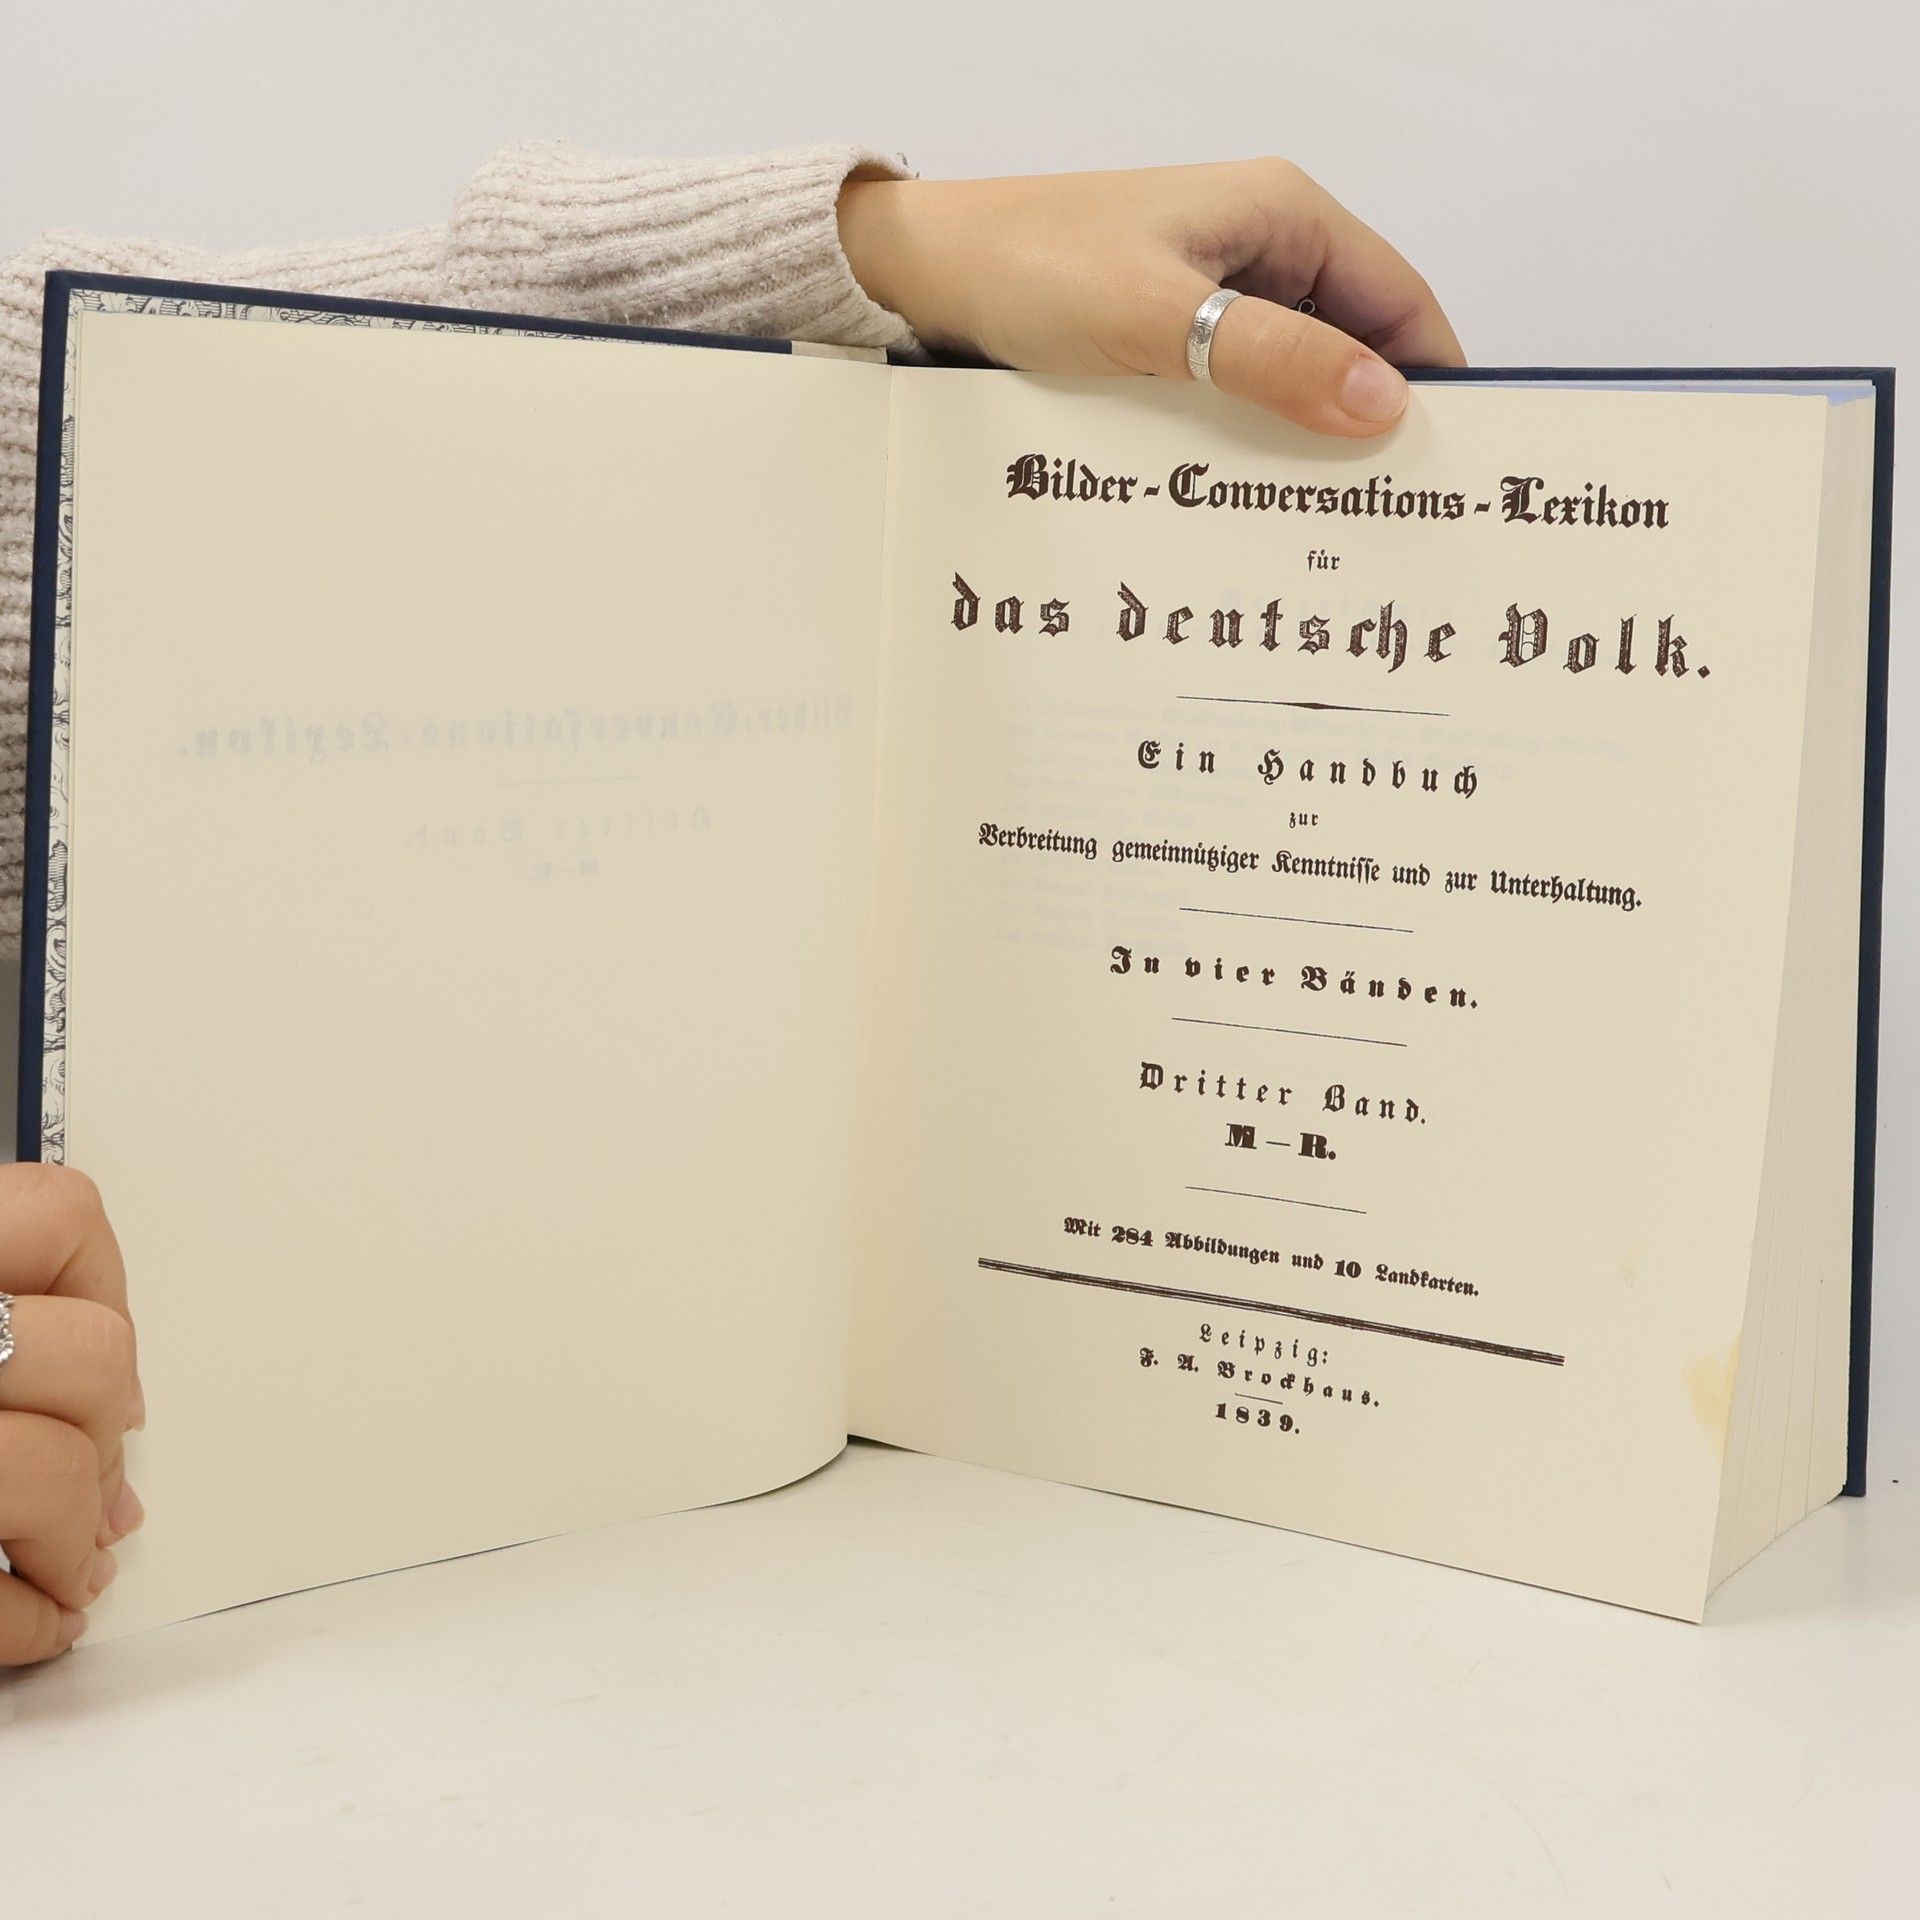 Bilder-Conversations-Lexikon
für
das deutsche Volk.
Ein Handbuch
zur
Verbreitung gemeinnütziger Kenntnisse und zur Unterhaltung.
In vier Bänden.
Dritter Band.
M — R.
Mit 284 Abbildungen und 10 Landkarten.
Leipzig:
F. A. Brockhaus.
1839.